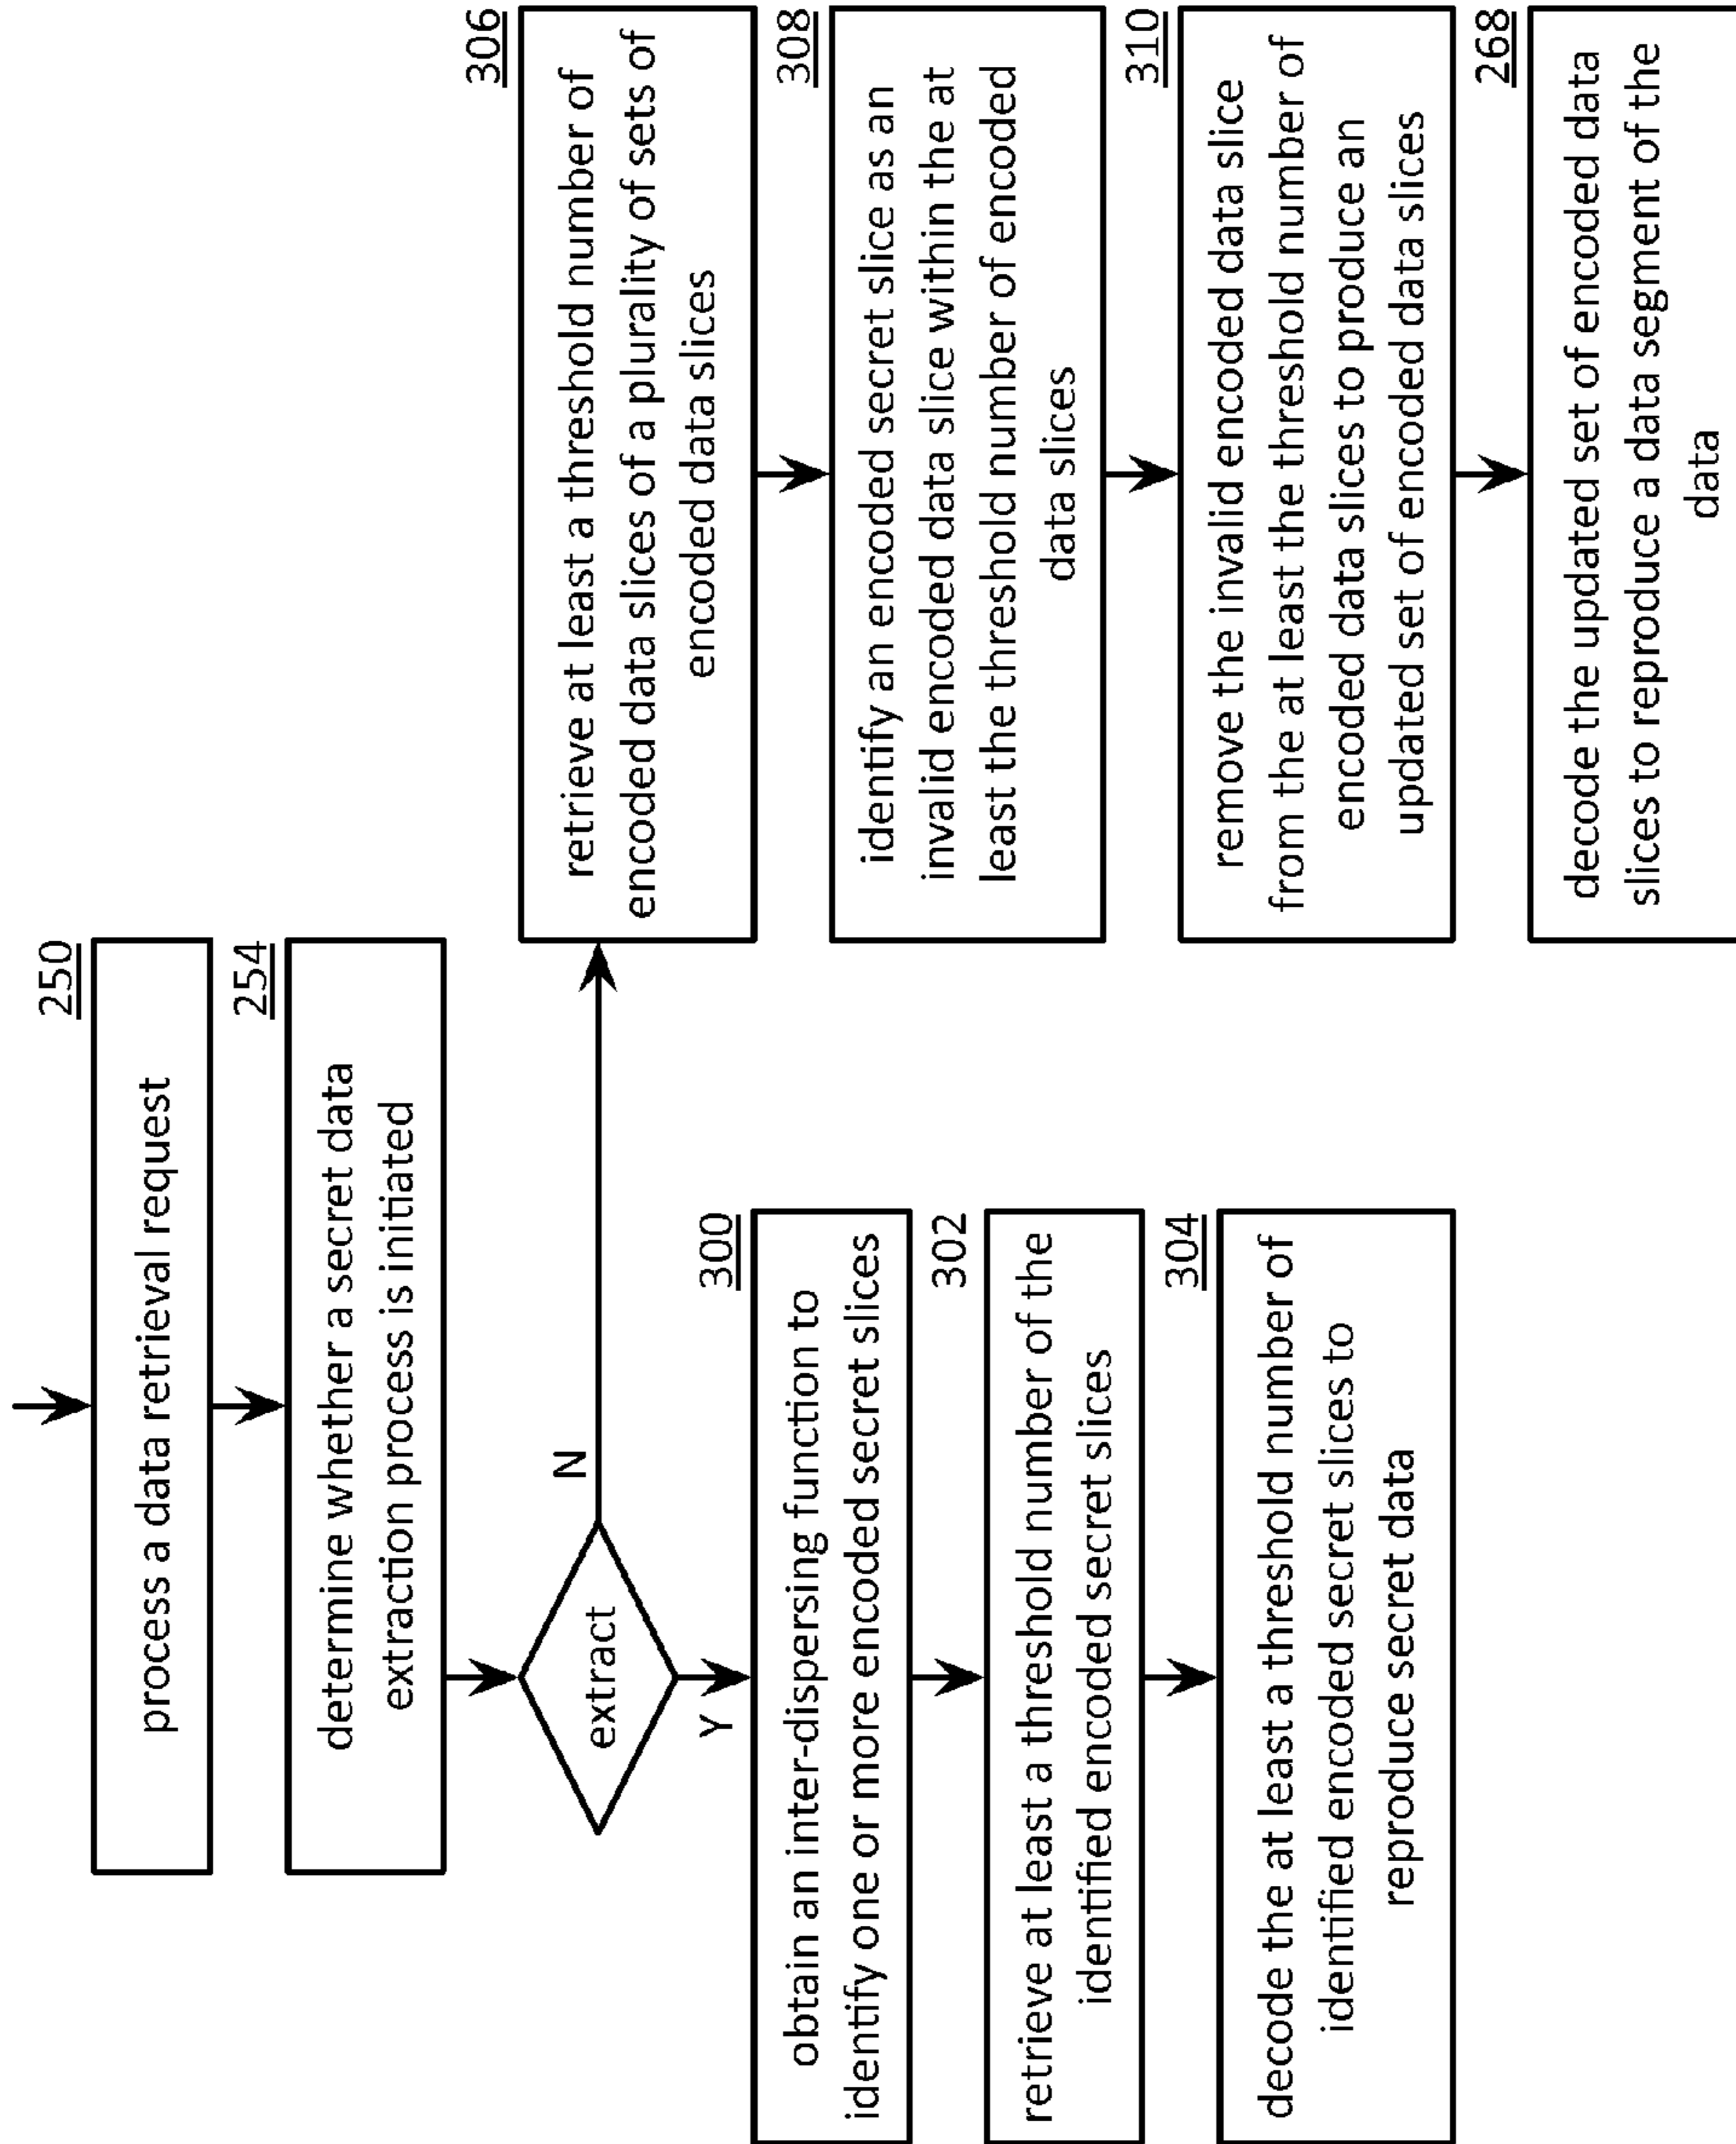 250
process a data retrieval request
254
determine whether a secret data
extraction process is initiated
extract
N
Y
300
obtain an inter-dispersing function to
identify one or more encoded secret slices
302
retrieve at least a threshold number of the
identified encoded secret slices
304
decode the at least a threshold number of
identified encoded secret slices to
reproduce secret data
306
retrieve at least a threshold number of
encoded data slices of a plurality of sets of
encoded data slices
308
identify an encoded secret slice as an
invalid encoded data slice within the at
least the threshold number of encoded
data slices
310
remove the invalid encoded data slice
from the at least the threshold number of
encoded data slices to produce an
updated set of encoded data slices
268
decode the updated set of encoded data
slices to reproduce a data segment of the
data